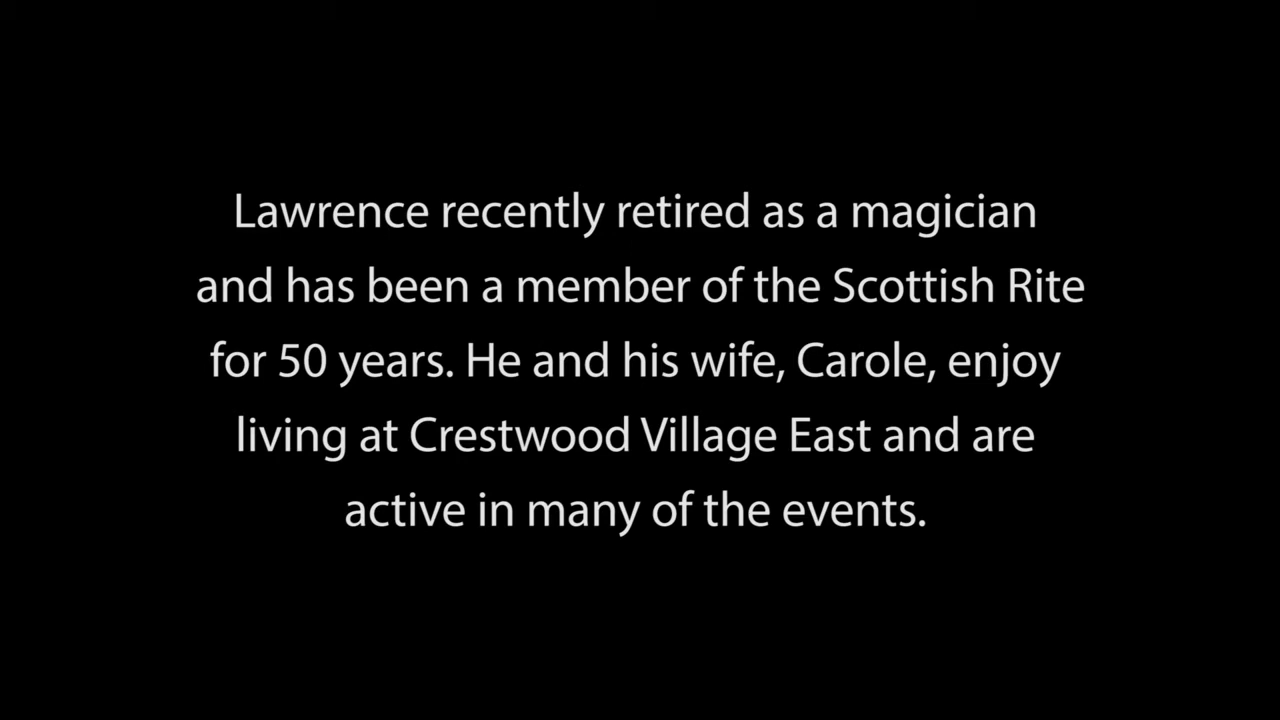 Lawrence recently retired as a magician
and has been a member of the Scottish Rite
for 50 years. He and his wife, Carole, enjoy
living at Crestwood Village East and are
active in many of the events.